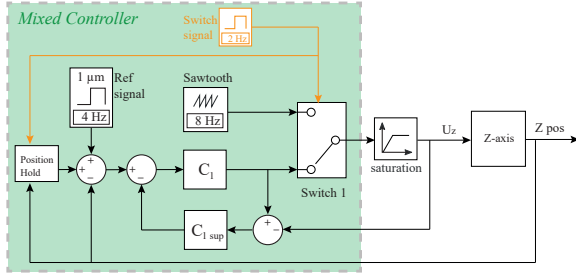 Mixed Controller
Switch
signal
2 Hz
1 μm
Ref
signal
4 Hz
Sawtooth
8 Hz
Position
Hold
+
+
−
+
−
C1
Switch 1
saturation
Uz
Z-axis
Z pos
C1 sup
+
−